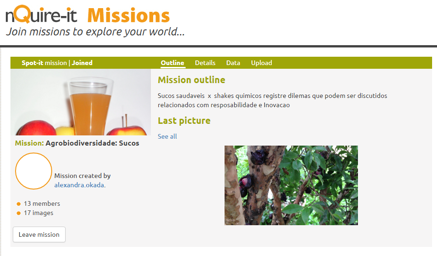 nQuire-it Missions
Join missions to explore your world...
Spot-it mission | Joined
Outline Details Data Upload
Mission outline
Sucos saudaveis x shakes quimicos registre dilemas que podem ser discutidos
relacionados com resposabilidade e Inovacao
Last picture
See all
Mission: Agrobiodiversidade: Sucos
Mission created by
alexandra.okada.
13 members
17 images
Leave mission